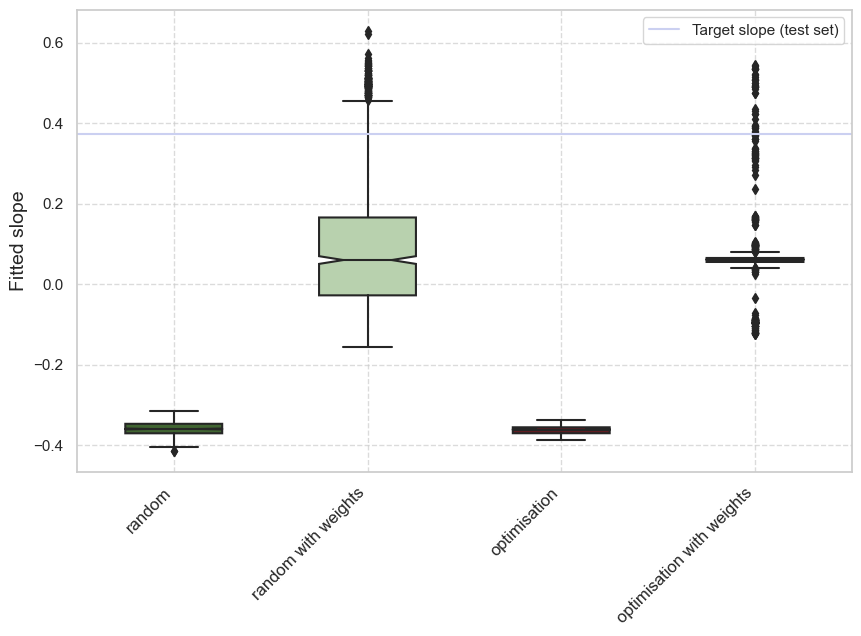 Target slope (test set)
Fitted slope
0.6
0.4
0.2
0.0
−0.2
−0.4
random
random with weights
optimisation
optimisation with weights